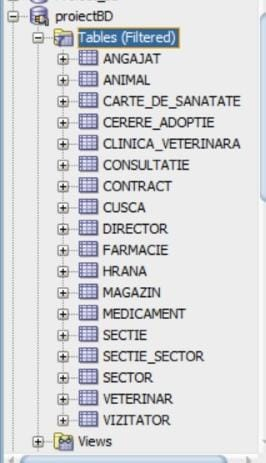 proiectBD
Tables (Filtered)
ANGAJAT
ANIMAL
CARTE_DE_SANATATE
CERERE_ADOPTIE
CLINICA_VETERINARA
CONSULTATIE
CONTRACT
CUSCA
DIRECTOR
FARMACIE
HRANA
MAGAZIN
MEDICAMENT
SECTIE
SECTIE_SECTOR
SECTOR
VETERINAR
VIZITATOR
Views